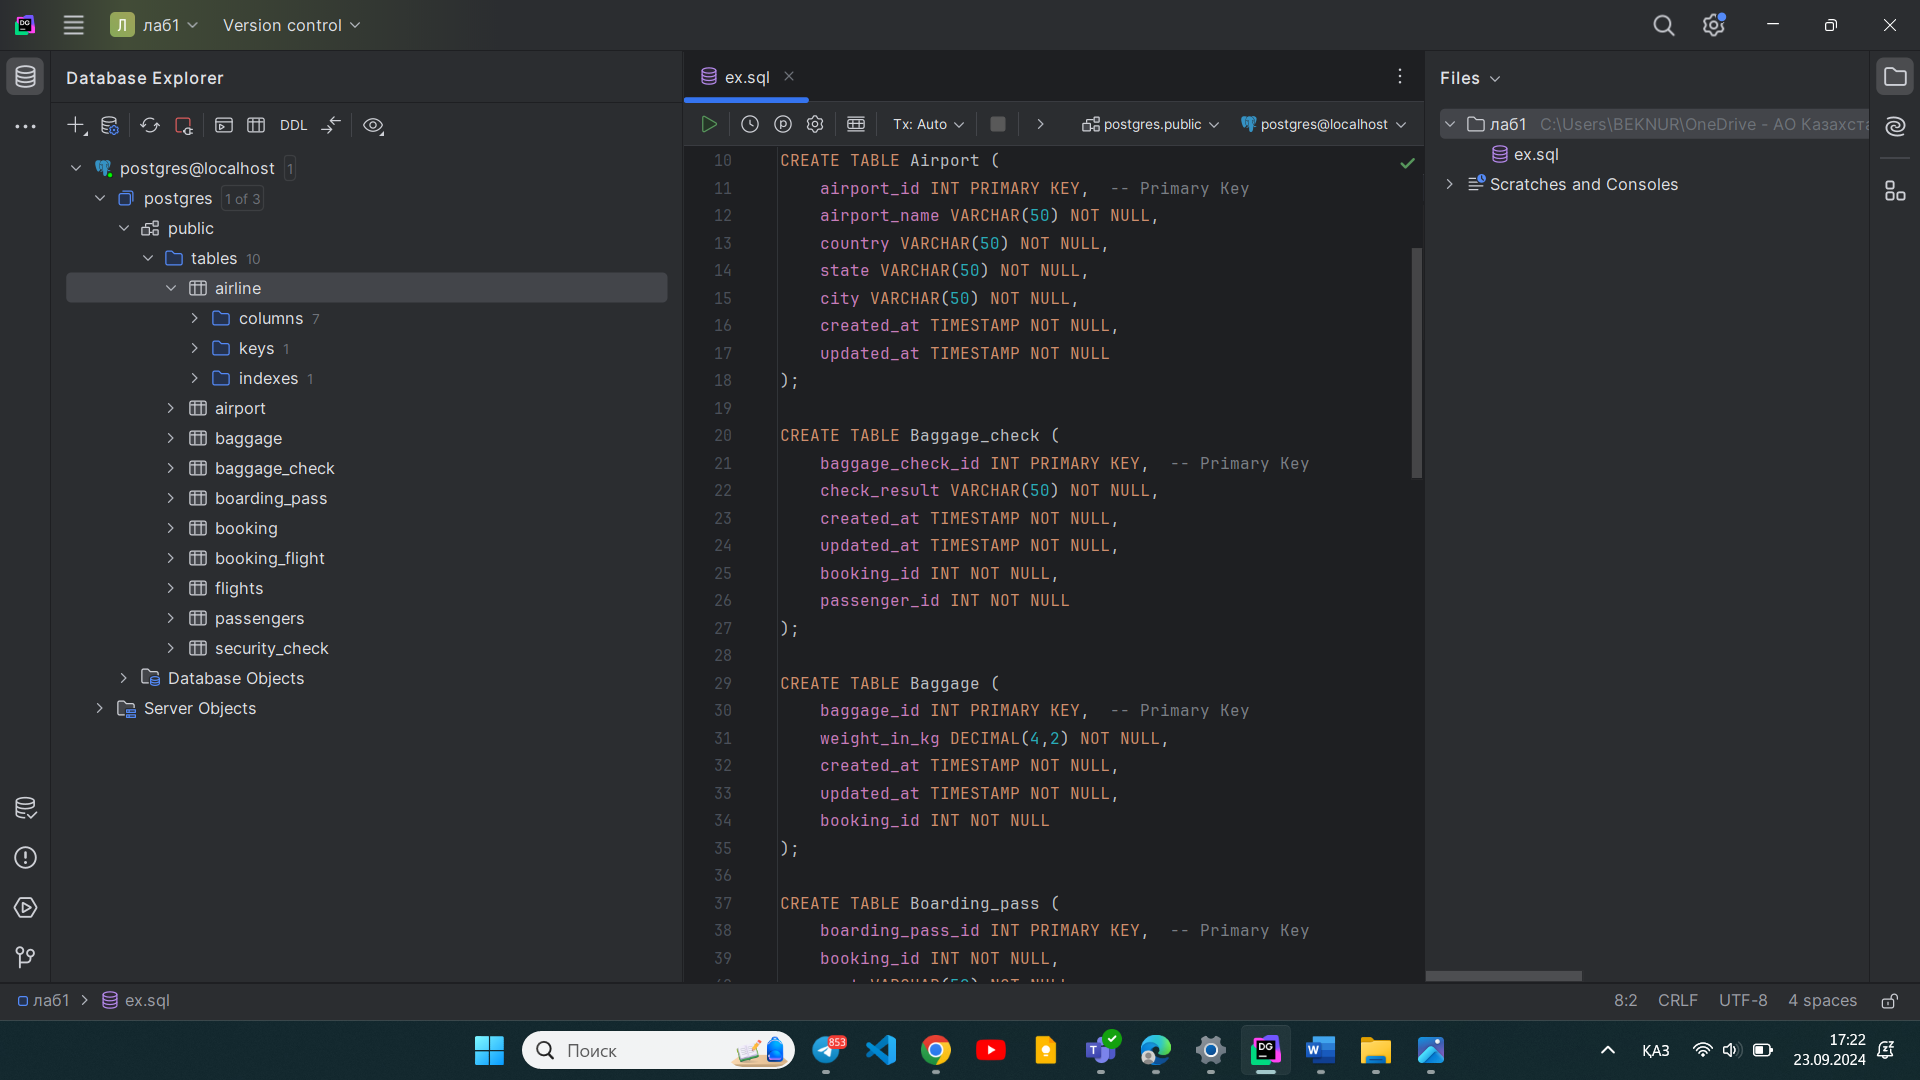 Л лаб1 Version control
Database Explorer
DDL
postgres@localhost 1
postgres 1 of 3
public
tables 10
airline
columns 7
keys 1
indexes 1
airport
baggage
baggage_check
boarding_pass
booking
booking_flight
flights
passengers
security_check
Database Objects
Server Objects
ex.sql
Tx: Auto postgres.public postgres@localhost
10 CREATE TABLE Airport (
11 airport_id INT PRIMARY KEY, -- Primary Key
12 airport_name VARCHAR(50) NOT NULL,
13 country VARCHAR(50) NOT NULL,
14 state VARCHAR(50) NOT NULL,
15 city VARCHAR(50) NOT NULL,
16 created_at TIMESTAMP NOT NULL,
17 updated_at TIMESTAMP NOT NULL
18 );
19
20 CREATE TABLE Baggage_check (
21 baggage_check_id INT PRIMARY KEY, -- Primary Key
22 check_result VARCHAR(50) NOT NULL,
23 created_at TIMESTAMP NOT NULL,
24 updated_at TIMESTAMP NOT NULL,
25 booking_id INT NOT NULL,
26 passenger_id INT NOT NULL
27 );
28
29 CREATE TABLE Baggage (
30 baggage_id INT PRIMARY KEY, -- Primary Key
31 weight_in_kg DECIMAL(4,2) NOT NULL,
32 created_at TIMESTAMP NOT NULL,
33 updated_at TIMESTAMP NOT NULL,
34 booking_id INT NOT NULL
35 );
36
37 CREATE TABLE Boarding_pass (
38 boarding_pass_id INT PRIMARY KEY, -- Primary Key
39 booking_id INT NOT NULL,
Files
лаб1 C:\Users\BEKNUR\OneDrive - АО Казахста
ex.sql
Scratches and Consoles
лаб1 ex.sql
8:2 CRLF UTF-8 4 spaces
Поиск
853
ҚАЗ
17:22
23.09.2024